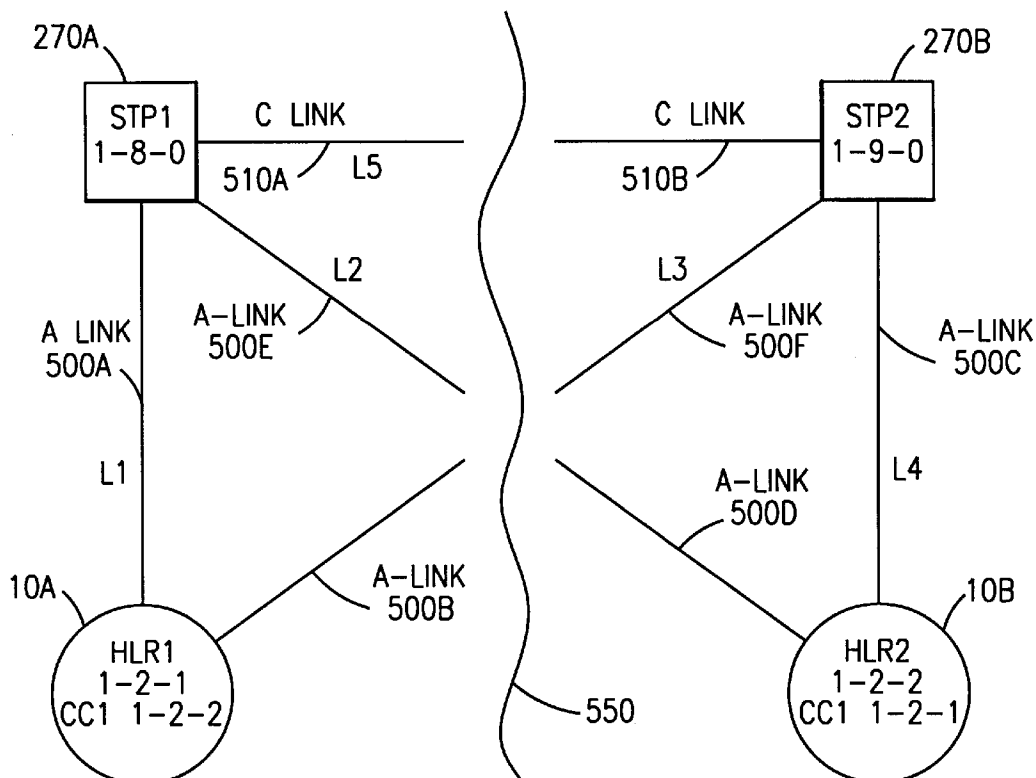 270A
270B
STP1
1-8-0
C LINK
510A
L5
C LINK
510B
STP2
1-9-0
L2
L3
A LINK
500A
A-LINK
500E
A-LINK
500F
A-LINK
500C
L1
L4
A-LINK
500D
10A
A-LINK
500B
10B
HLR1
1-2-1
CC1 1-2-2
550
HLR2
1-2-2
CC1 1-2-1